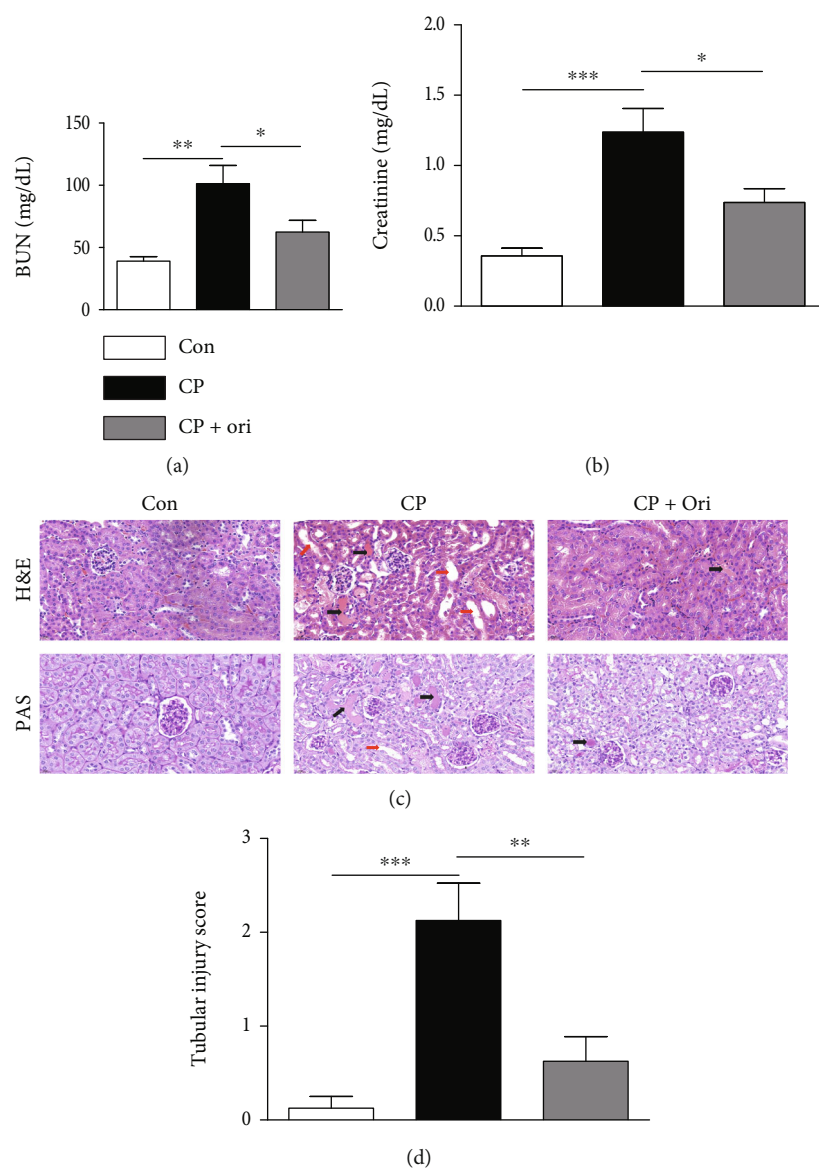 150
100
50
0
BUN (mg/dL)
**
*
Con
CP
CP + ori
(a)
2.0
1.5
1.0
0.5
0.0
Creatinine (mg/dL)
***
*
(b)
Con
CP
CP + Ori
H&E
PAS
(c)
3
2
1
0
Tubular injury score
***
**
(d)